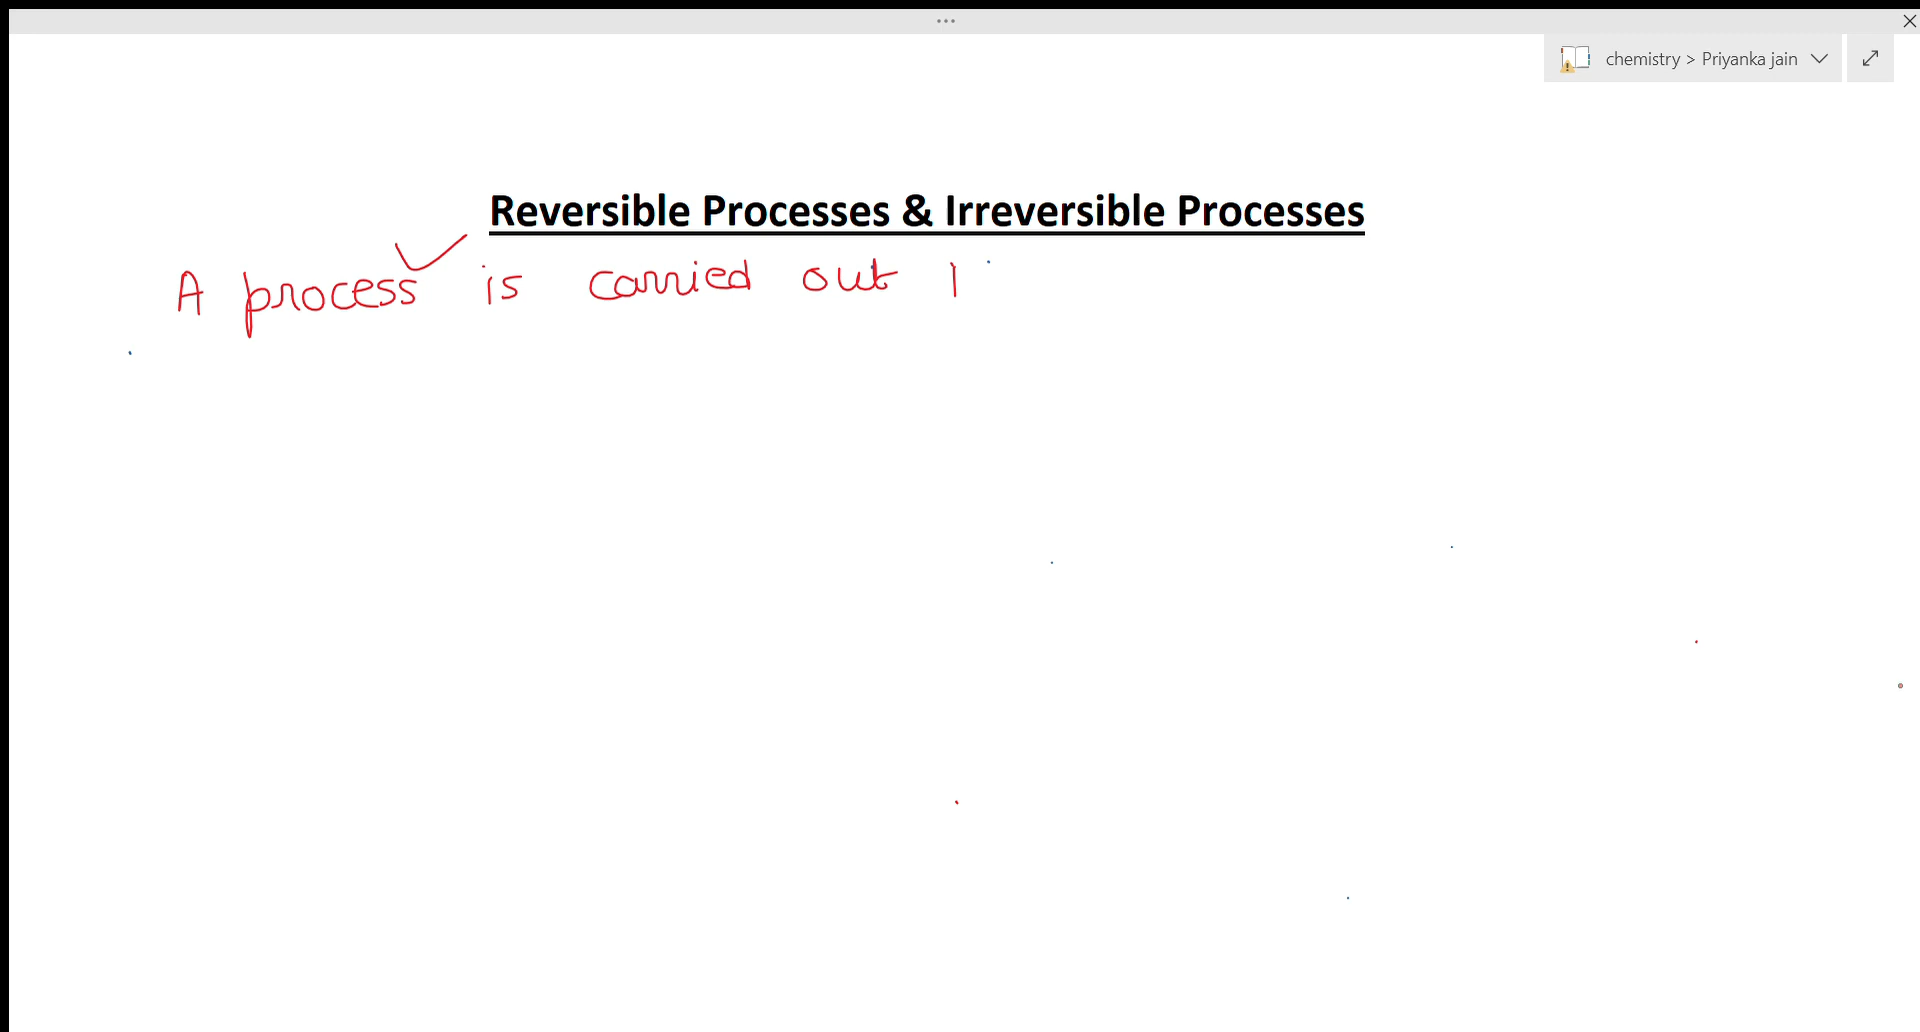 chemistry > Priyanka jain
Reversible Processes & Irreversible Processes
A process is carried out